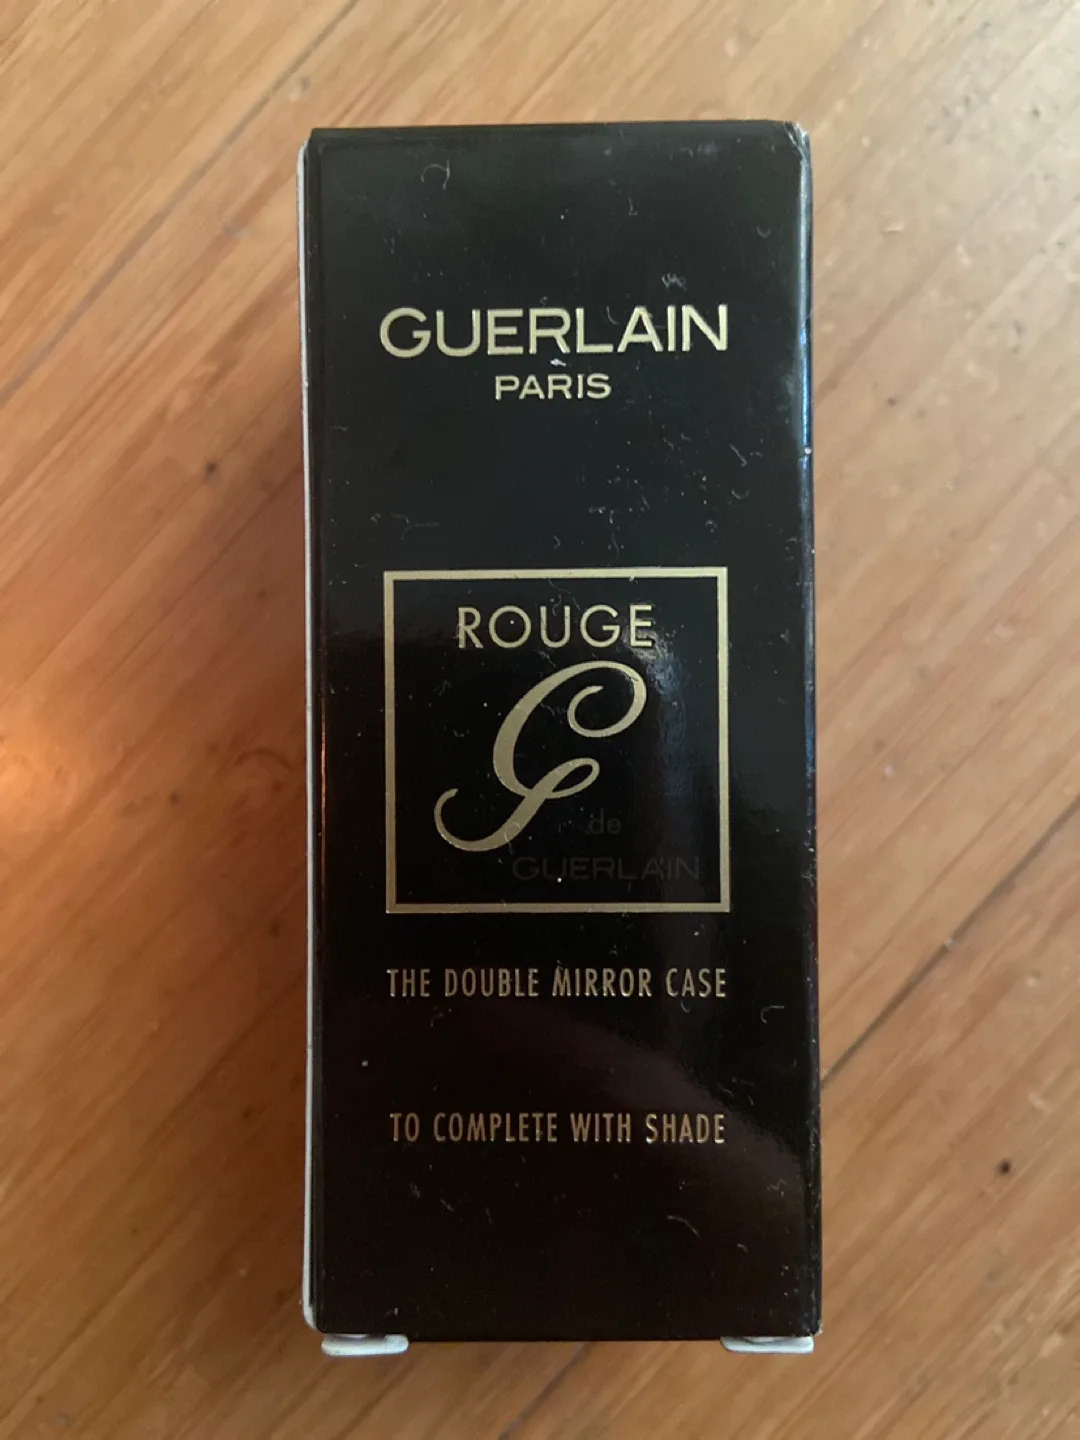 GUERLAIN
PARIS
ROUGE
G
de
GUERLAIN
THE DOUBLE MIRROR CASE
TO COMPLETE WITH SHADE